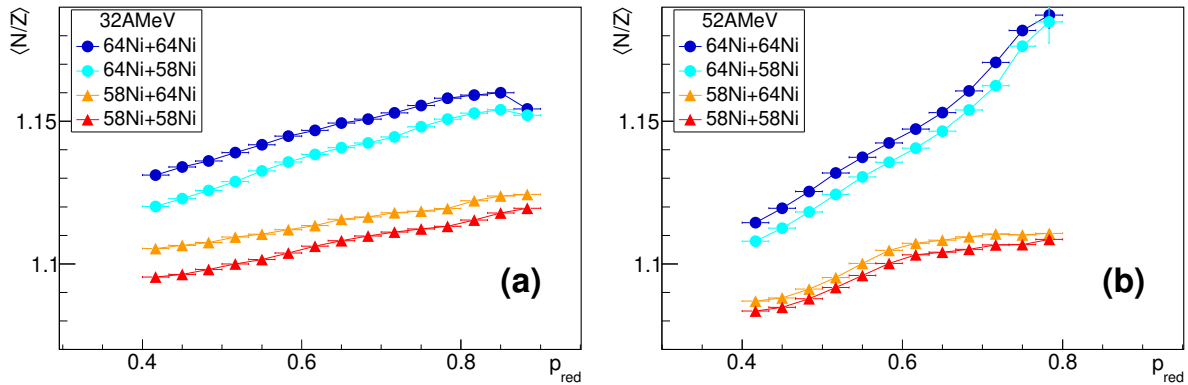 ⟨N/Z⟩
32AMeV
64Ni+64Ni
64Ni+58Ni
58Ni+64Ni
58Ni+58Ni
1.15
1.1
(a)
0.4 0.6 0.8
p_red
⟨N/Z⟩
52AMeV
64Ni+64Ni
64Ni+58Ni
58Ni+64Ni
58Ni+58Ni
1.15
1.1
(b)
0.4 0.6 0.8
p_red